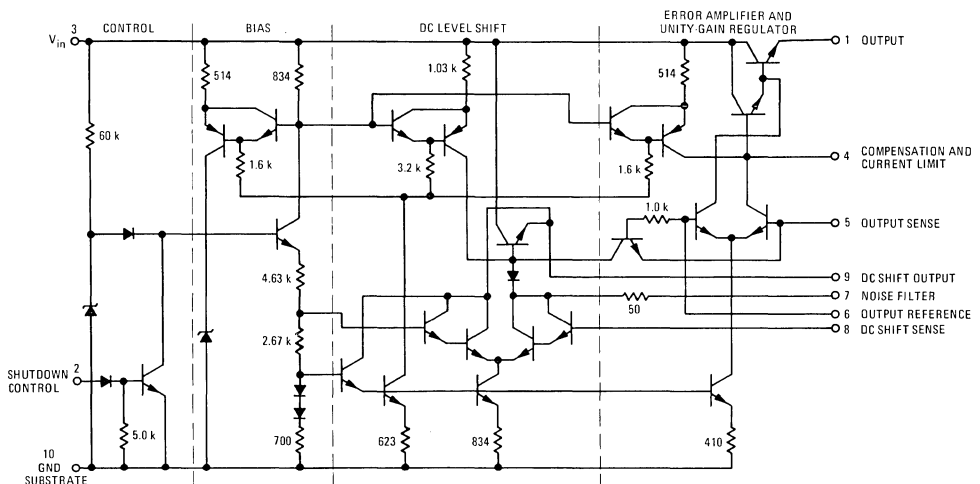 CONTROL
BIAS
DC LEVEL SHIFT
ERROR AMPLIFIER AND
UNITY-GAIN REGULATOR
3
Vin
1 OUTPUT
514
834
1.03 k
514
60 k
1.6 k
3.2 k
1.6 k
4 COMPENSATION AND
CURRENT LIMIT
1.0 k
5 OUTPUT SENSE
4.63 k
9 DC SHIFT OUTPUT
50
7 NOISE FILTER
6 OUTPUT REFERENCE
8 DC SHIFT SENSE
2.67 k
SHUTDOWN 2
CONTROL
5.0 k
700
623
834
410
10
GND
SUBSTRATE